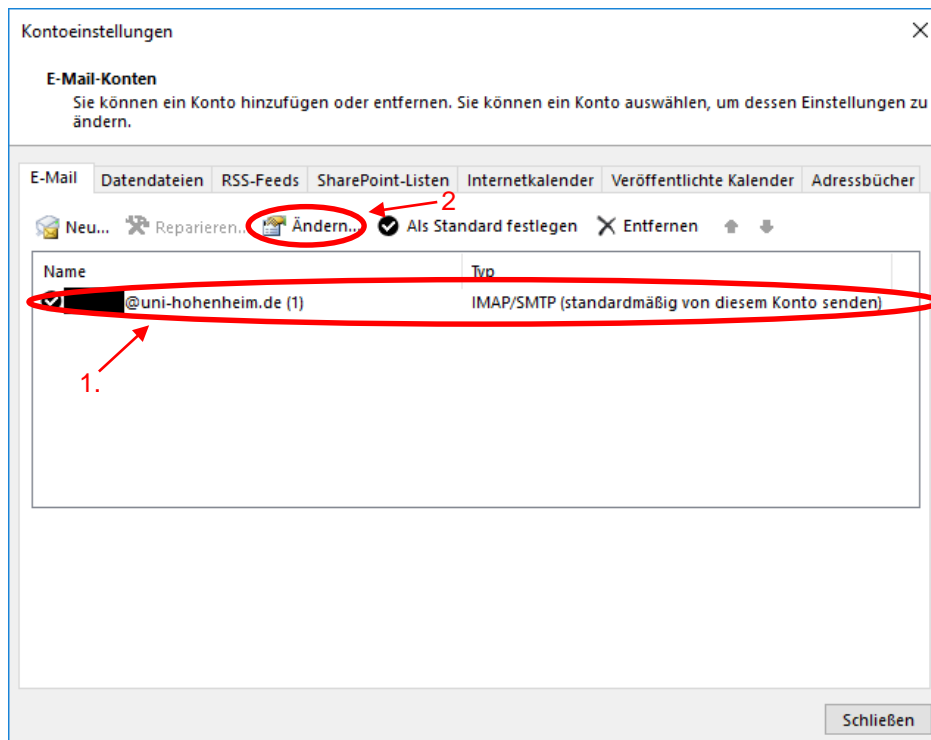 Kontoeinstellungen
E-Mail-Konten
Sie können ein Konto hinzufügen oder entfernen. Sie können ein Konto auswählen, um dessen Einstellungen zu
ändern.
E-Mail Datendateien RSS-Feeds SharePoint-Listen Internetkalender Veröffentlichte Kalender Adressbücher
2
Neu... Reparieren... Ändern... Als Standard festlegen Entfernen
Name Typ
@uni-hohenheim.de (1) IMAP/SMTP (standardmäßig von diesem Konto senden)
1.
Schließen